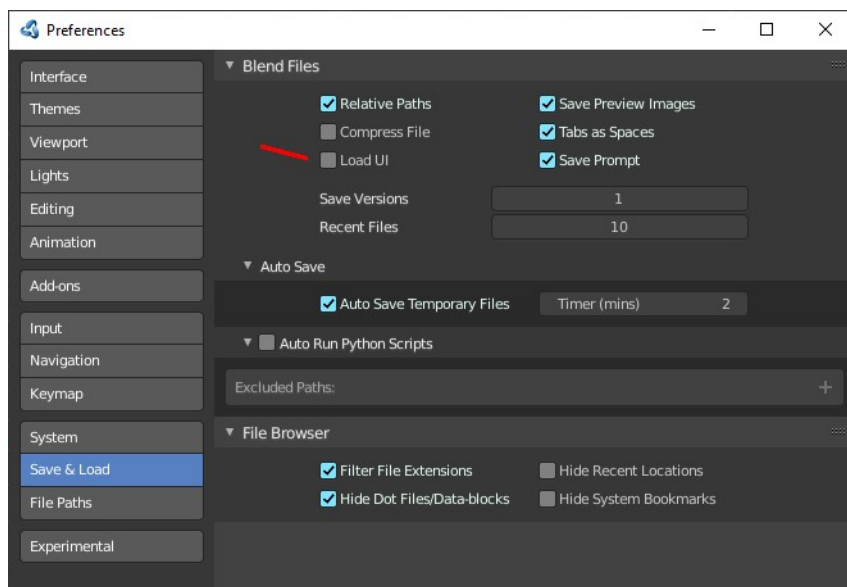 Preferences
Interface
Themes
Viewport
Lights
Editing
Animation
Add-ons
Input
Navigation
Keymap
System
Save & Load
File Paths
Experimental
Blend Files
Relative Paths Save Preview Images
Compress File Tabs as Spaces
Load UI Save Prompt
Save Versions 1
Recent Files 10
Auto Save
Auto Save Temporary Files Timer (mins) 2
Auto Run Python Scripts
Excluded Paths: +
File Browser
Filter File Extensions Hide Recent Locations
Hide Dot Files/Data-blocks Hide System Bookmarks